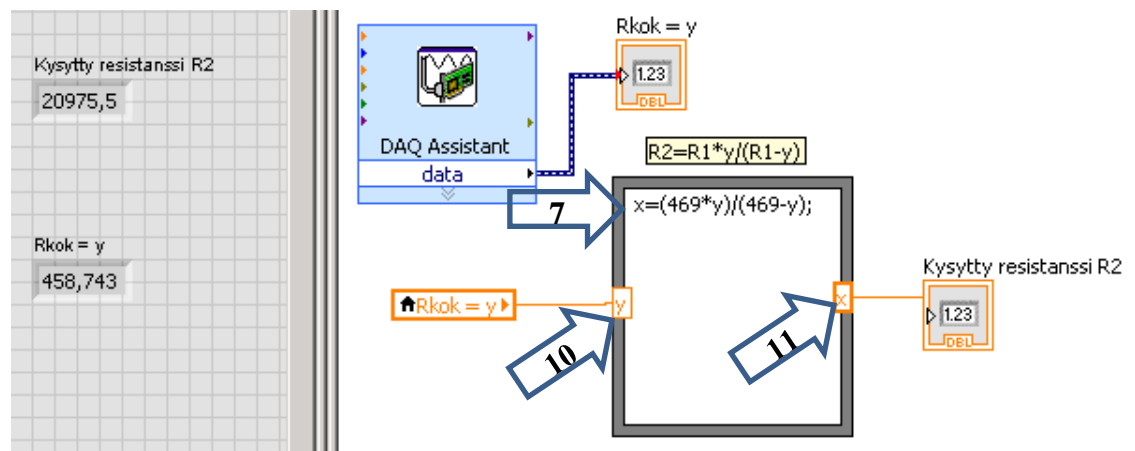 Kysytty resistanssi R2
20975,5
Rkok = y
458,743
DAQ Assistant
data
Rkok = y
1.23
DBL
R2=R1*y/(R1-y)
7
x=(469*y)/(469-y);
Rkok = y
y
10
x
11
Kysytty resistanssi R2
1.23
DBL